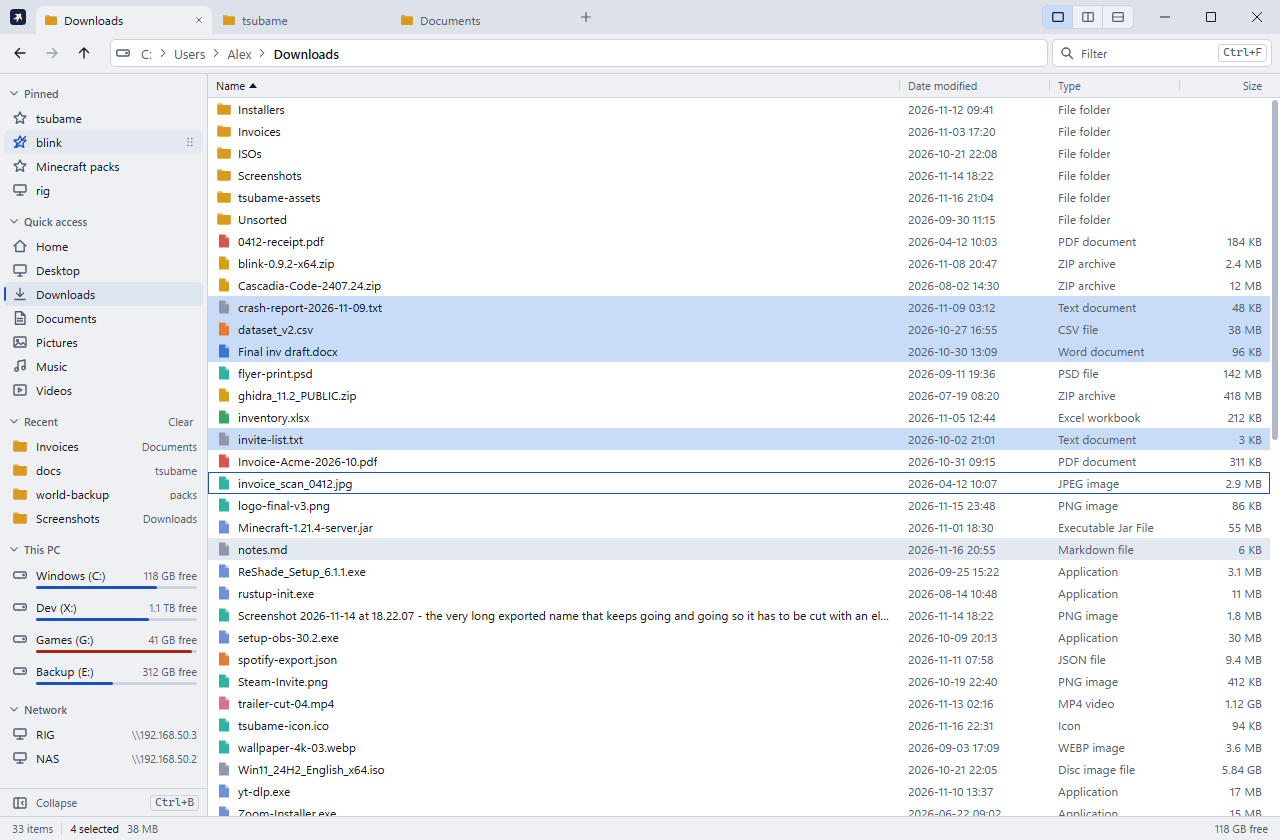 Downloads
tsubame
Documents
C: Users Alex Downloads
Filter Ctrl+F
Pinned
tsubame
blink
Minecraft packs
rig
Quick access
Home
Desktop
Downloads
Documents
Pictures
Music
Videos
Recent Clear
Invoices Documents
docs tsubame
world-backup packs
Screenshots Downloads
This PC
Windows (C:) 118 GB free
Dev (X:) 1.1 TB free
Games (G:) 41 GB free
Backup (E:) 312 GB free
Network
RIG \\192.168.50.3
NAS \\192.168.50.2
Collapse Ctrl+B
Name Date modified Type Size
Installers 2026-11-12 09:41 File folder
Invoices 2026-11-03 17:20 File folder
ISOs 2026-10-21 22:08 File folder
Screenshots 2026-11-14 18:22 File folder
tsubame-assets 2026-11-16 21:04 File folder
Unsorted 2026-09-30 11:15 File folder
0412-receipt.pdf 2026-04-12 10:03 PDF document 184 KB
blink-0.9.2-x64.zip 2026-11-08 20:47 ZIP archive 2.4 MB
Cascadia-Code-2407.24.zip 2026-08-02 14:30 ZIP archive 12 MB
crash-report-2026-11-09.txt 2026-11-09 03:12 Text document 48 KB
dataset_v2.csv 2026-10-27 16:55 CSV file 38 MB
Final inv draft.docx 2026-10-30 13:09 Word document 96 KB
flyer-print.psd 2026-09-11 19:36 PSD file 142 MB
ghidra_11.2_PUBLIC.zip 2026-07-19 08:20 ZIP archive 418 MB
inventory.xlsx 2026-11-05 12:44 Excel workbook 212 KB
invite-list.txt 2026-10-02 21:01 Text document 3 KB
Invoice-Acme-2026-10.pdf 2026-10-31 09:15 PDF document 311 KB
invoice_scan_0412.jpg 2026-04-12 10:07 JPEG image 2.9 MB
logo-final-v3.png 2026-11-15 23:48 PNG image 86 KB
Minecraft-1.21.4-server.jar 2026-11-01 18:30 Executable Jar File 55 MB
notes.md 2026-11-16 20:55 Markdown file 6 KB
ReShade_Setup_6.1.1.exe 2026-09-25 15:22 Application 3.1 MB
rustup-init.exe 2026-08-14 10:48 Application 11 MB
Screenshot 2026-11-14 at 18.22.07 - the very long exported name that keeps going and going so it has to be cut with an el... 2026-11-14 18:22 PNG image 1.8 MB
setup-obs-30.2.exe 2026-10-09 20:13 Application 30 MB
spotify-export.json 2026-11-11 07:58 JSON file 9.4 MB
Steam-Invite.png 2026-10-19 22:40 PNG image 412 KB
trailer-cut-04.mp4 2026-11-13 02:16 MP4 video 1.12 GB
tsubame-icon.ico 2026-11-16 22:31 Icon 94 KB
wallpaper-4k-03.webp 2026-09-03 17:09 WEBP image 3.6 MB
Win11_24H2_English_x64.iso 2026-10-21 22:05 Disc image file 5.84 GB
yt-dlp.exe 2026-11-10 13:37 Application 17 MB
Zoom-Installer.exe 2026-06-22 09:02 Application 15 MB
33 items 4 selected 38 MB 118 GB free